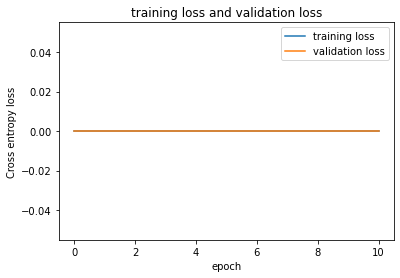 training loss and validation loss
training loss
validation loss
0.04
0.02
0.00
−0.02
−0.04
Cross entropy loss
0
2
4
6
8
10
epoch